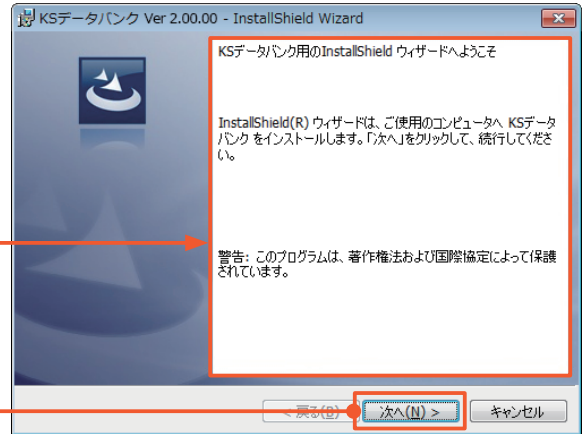 KSデータバンク Ver 2.00.00 - InstallShield Wizard
KSデータバンク用のInstallShield ウィザードへようこそ
InstallShield(R) ウィザードは、ご使用のコンピュータへ KSデータ
バンク をインストールします。「次へ」をクリックして、続行してくださ
い。
警告: このプログラムは、著作権法および国際協定によって保護
されています。
< 戻る(B)
次へ(N) >
キャンセル